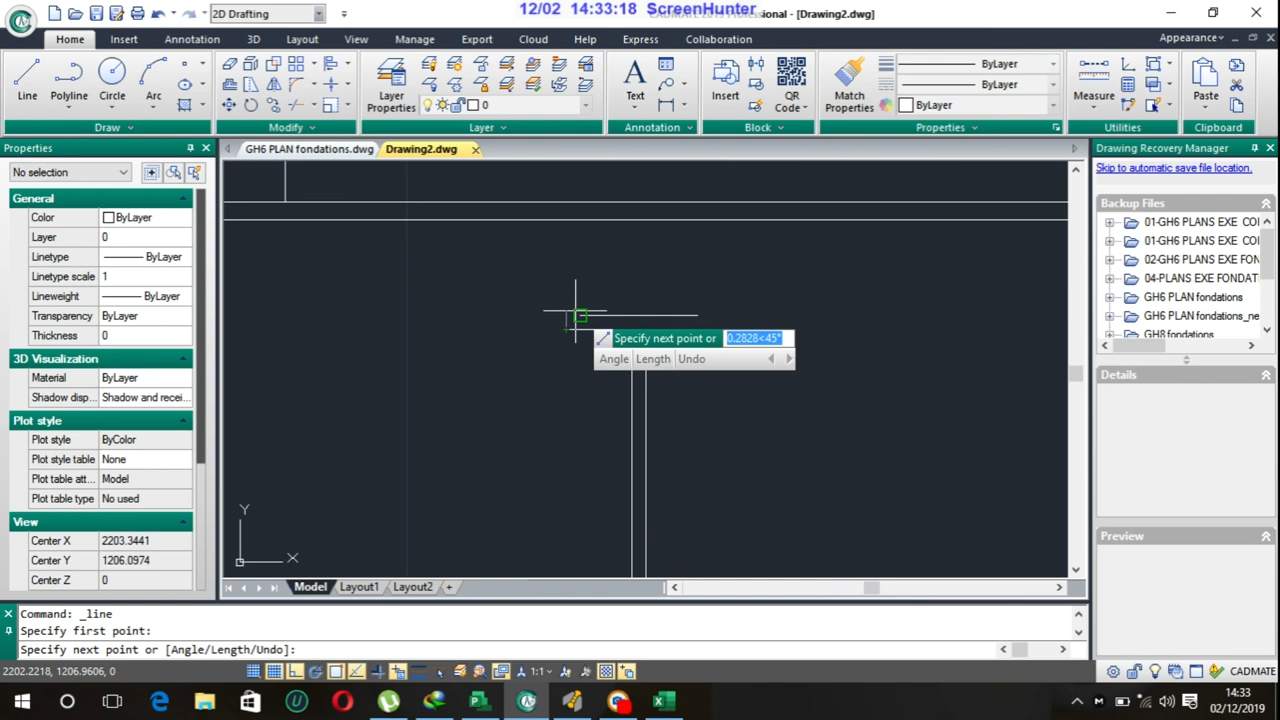 12/02 14:33:18 ScreenHunter
2D Drafting
- [Drawing2.dwg]
Home Insert Annotation 3D Layout View Manage Export Cloud Help Express Collaboration
Appearance
Line Polyline Circle Arc
Layer Properties
0
Text
Insert
QR Code
Match Properties
ByLayer
ByLayer
ByLayer
Measure
Paste
Draw Modify Layer Annotation Block Properties Utilities Clipboard
Properties
GH6 PLAN fondations.dwg Drawing2.dwg
Drawing Recovery Manager
No selection
Skip to automatic save file location.
General
Color ByLayer
Layer 0
Linetype ByLayer
Linetype scale 1
Lineweight ByLayer
Transparency ByLayer
Thickness 0
3D Visualization
Material ByLayer
Shadow disp... Shadow and recei...
Plot style
Plot style ByColor
Plot style table None
Plot table att... Model
Plot table type No used
View
Center X 2203.3441
Center Y 1206.0974
Center Z 0
Specify next point or 0.2828<45°
Angle Length Undo
Y
X
Backup Files
01-GH6 PLANS EXE
01-GH6 PLANS EXE
02-GH6 EXE FON
04-PLANS EXE FONDAT
GH6 PLAN fondations
GH6 PLAN fondations_ne
GH8 fondations
Details
Preview
Model Layout1 Layout2 +
Command: _line
Specify first point:
Specify next point or [Angle/Length/Undo]:
2202.2218, 1206.9606, 0
1:1
CADMATE
14:33
02/12/2019